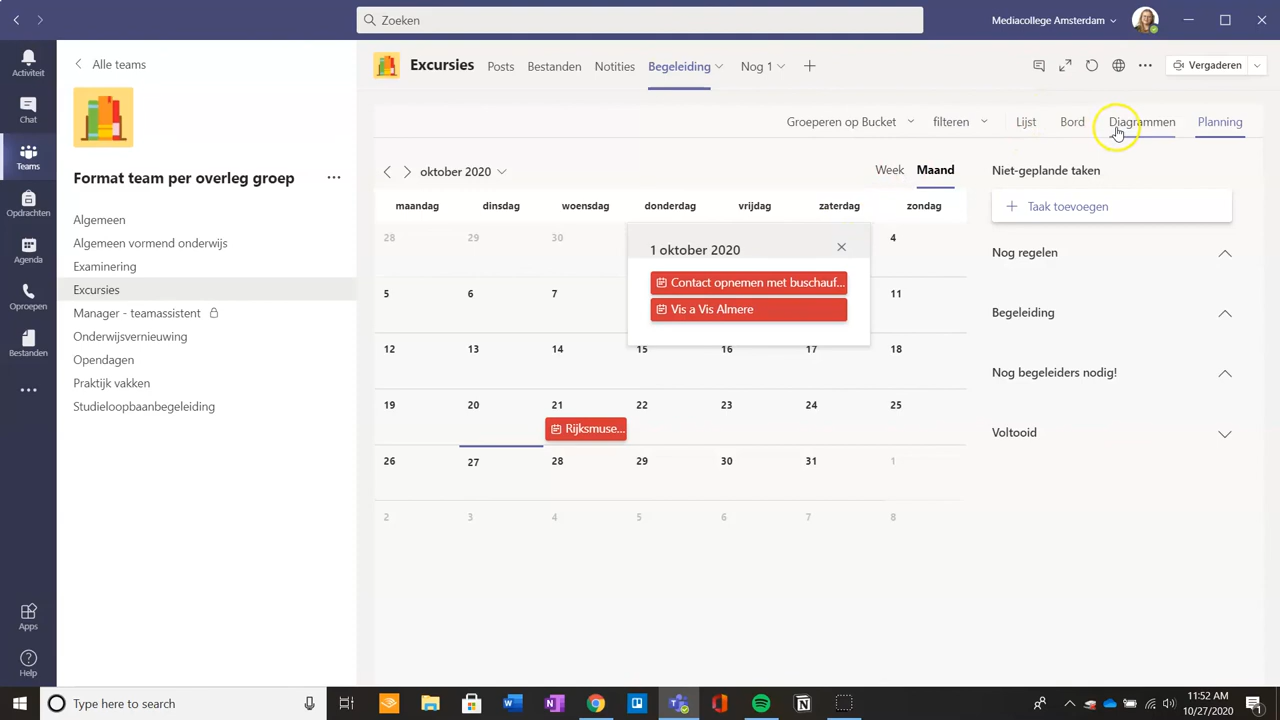 Zoeken
Mediacollege Amsterdam
Activiteit
Chat
Teams
Opdrachten
Agenda
Oproepen
Bestanden
Apps
Help
Alle teams
Format team per overleg groep
Algemeen
Algemeen vormend onderwijs
Examinering
Excursies
Manager - teamassistent
Onderwijsvernieuwing
Opendagen
Praktijk vakken
Studieloopbaanbegeleiding
Excursies Posts Bestanden Notities Begeleiding Nog 1 Vergaderen
Groeperen op Bucket filteren Lijst Bord Diagrammen Planning
oktober 2020 Week Maand
maandag dinsdag woensdag donderdag vrijdag zaterdag zondag
28 29 30 4
1 oktober 2020
Contact opnemen met buschauf...
Vis a Vis Almere
5 6 7 11
12 13 14 15 16 17 18
19 20 21 22 23 24 25
Rijksmuse...
26 27 28 29 30 31 1
2 3 4 5 6 7 8
Niet-geplande taken
Taak toevoegen
Nog regelen
Begeleiding
Nog begeleiders nodig!
Voltooid
Type here to search
11:52 AM
10/27/2020
1